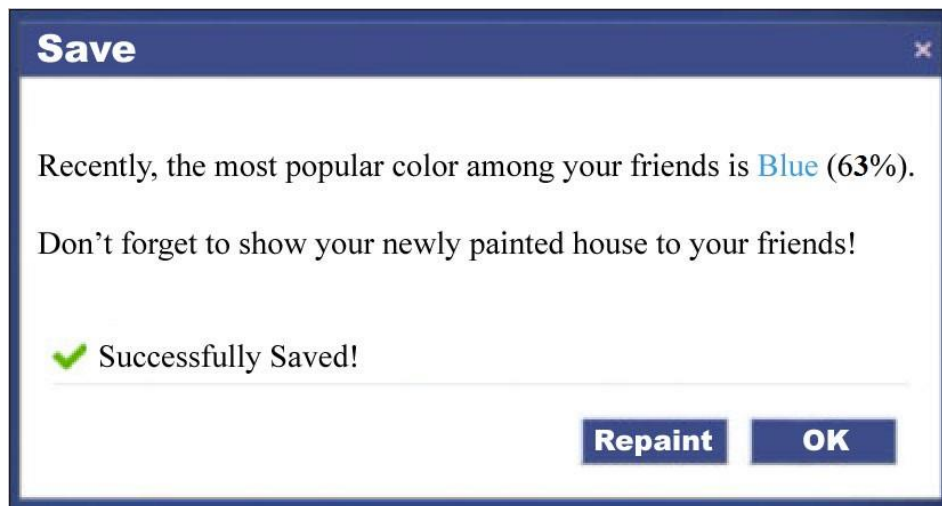 Save
Recently, the most popular color among your friends is Blue (63%).
Don’t forget to show your newly painted house to your friends!
Successfully Saved!
Repaint OK